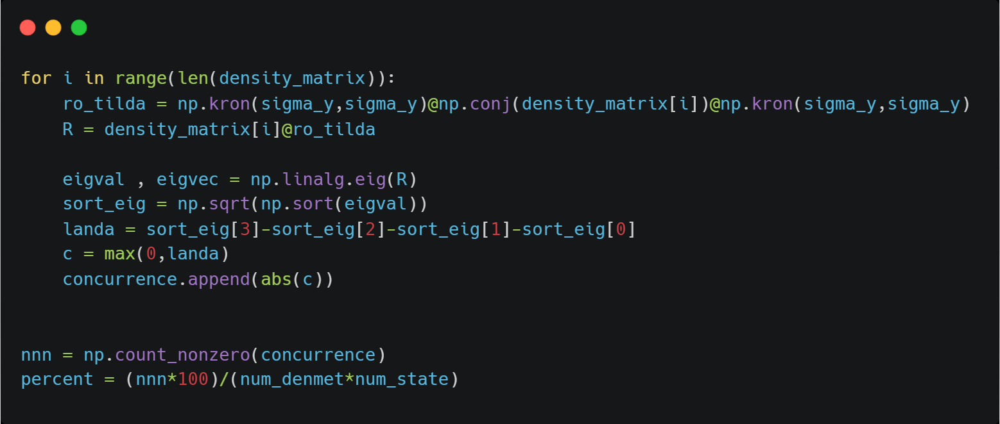 for i in range(len(density_matrix)):
    ro_tilda = np.kron(sigma_y,sigma_y)@np.conj(density_matrix[i])@np.kron(sigma_y,sigma_y)
    R = density_matrix[i]@ro_tilda
    eigval , eigvec = np.linalg.eig(R)
    sort_eig = np.sqrt(np.sort(eigval))
    landa = sort_eig[3]-sort_eig[2]-sort_eig[1]-sort_eig[0]
    c = max(0,landa)
    concurrence.append(abs(c))
nnn = np.count_nonzero(concurrence)
percent = (nnn*100)/(num_denmet*num_state)